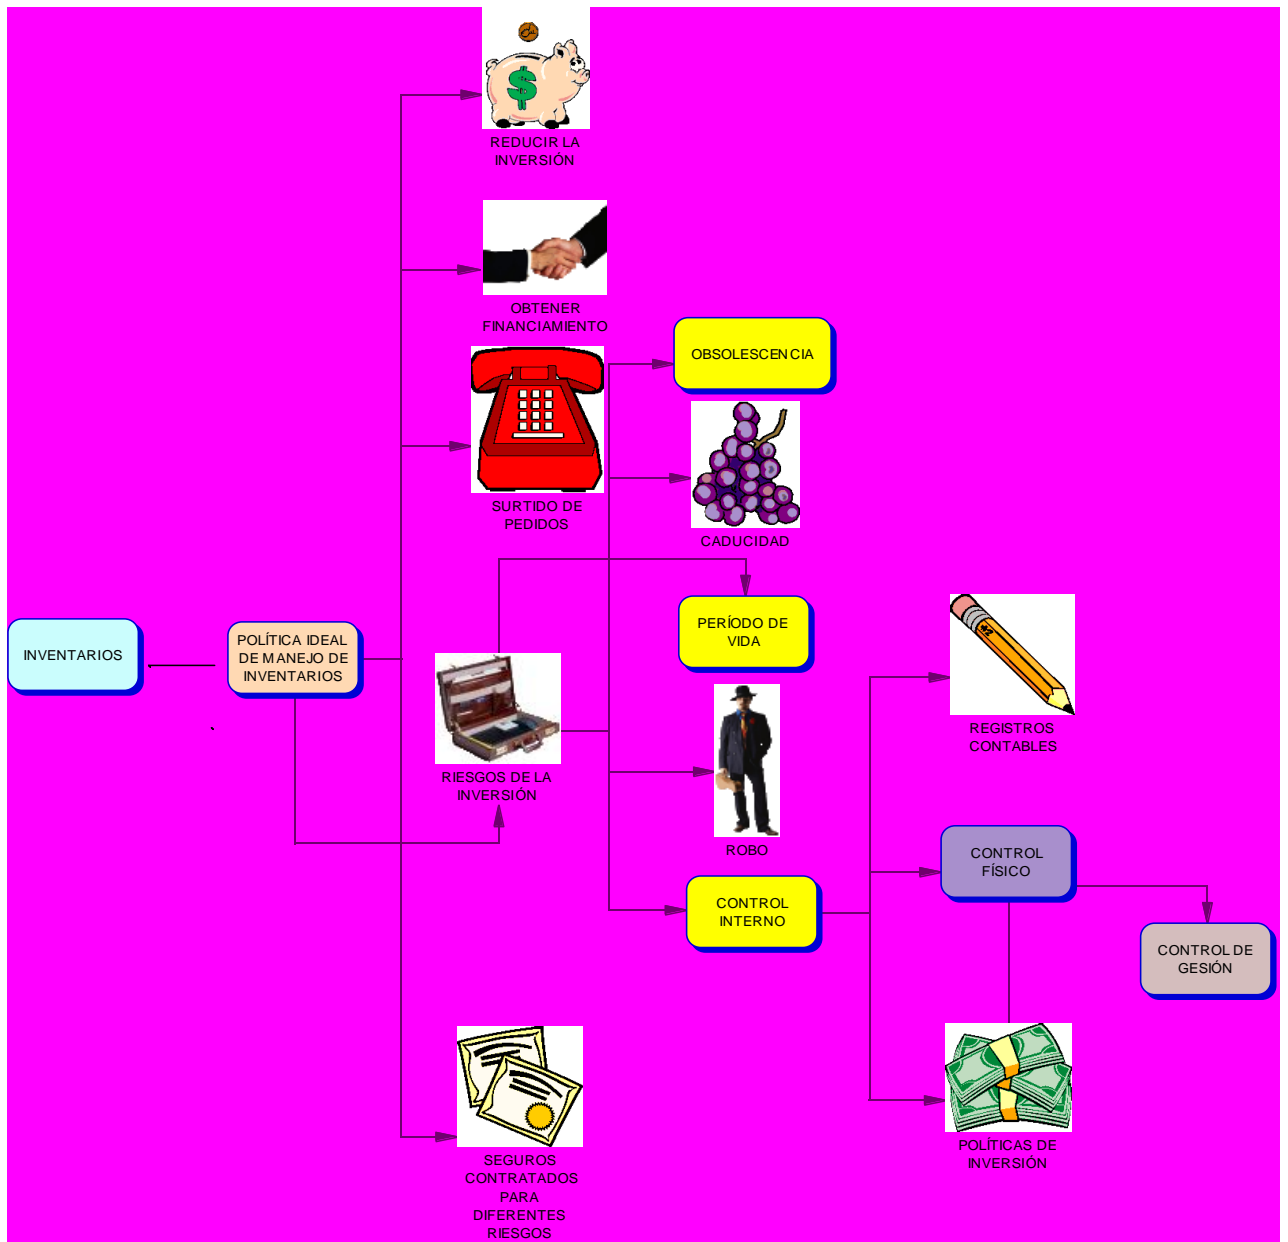 $
REDUCIR LA
INVERSIÓN
OBTENER
FINANCIAMIENTO
OBSOLESCENCIA
SURTIDO DE
PEDIDOS
CADUCIDAD
INVENTARIOS
POLÍTICA IDEAL
DE MANEJO DE
INVENTARIOS
PERÍODO DE
VIDA
#2
REGISTROS
CONTABLES
RIESGOS DE LA
INVERSIÓN
ROBO
CONTROL
FÍSICO
CONTROL
INTERNO
CONTROL DE
GESIÓN
SEGUROS
CONTRATADOS
PARA
DIFERENTES
RIESGOS
POLÍTICAS DE
INVERSIÓN